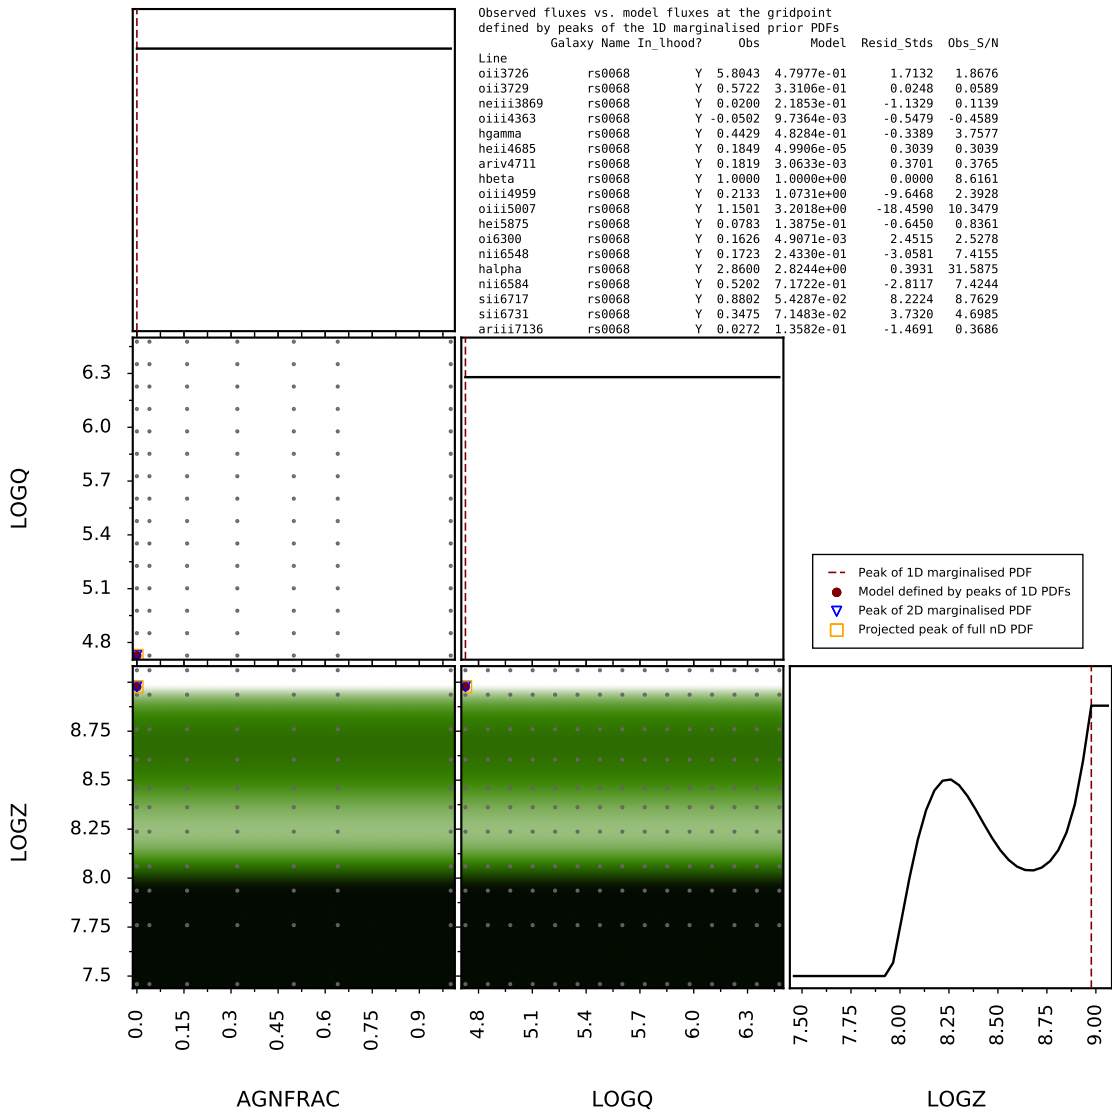 Observed fluxes vs. model fluxes at the gridpoint
defined by peaks of the 1D marginalised prior PDFs
Galaxy Name In_lhood? Obs Model Resid_Stds Obs_S/N
Line
oii3726 rs0068 Y 5.8043 4.7977e-01 1.7132 1.8676
oii3729 rs0068 Y 0.5722 3.3106e-01 0.0248 0.0589
neiii3869 rs0068 Y 0.0200 2.1853e-01 -1.1329 0.1139
oiii4363 rs0068 Y -0.0502 9.7364e-03 -0.5479 -0.4589
hgamma rs0068 Y 0.4429 4.8284e-01 -0.3389 3.7577
heii4685 rs0068 Y 0.1849 4.9906e-05 0.3039 0.3039
ariv4711 rs0068 Y 0.1819 3.0633e-03 0.3701 0.3765
hbeta rs0068 Y 1.0000 1.0000e+00 0.0000 8.6161
oiii4959 rs0068 Y 0.2133 1.0731e+00 -9.6468 2.3928
oiii5007 rs0068 Y 1.1501 3.2018e+00 -18.4590 10.3479
hei5875 rs0068 Y 0.0783 1.3875e-01 -0.6450 0.8361
oi6300 rs0068 Y 0.1626 4.9071e-03 2.4515 2.5278
nii6548 rs0068 Y 0.1723 2.4330e-01 -3.0581 7.4155
halpha rs0068 Y 2.8600 2.8244e+00 0.3931 31.5875
nii6584 rs0068 Y 0.5202 7.1722e-01 -2.8117 7.4244
sii6717 rs0068 Y 0.8802 5.4287e-02 8.2224 8.7629
sii6731 rs0068 Y 0.3475 7.1483e-02 3.7320 4.6985
ariii7136 rs0068 Y 0.0272 1.3582e-01 -1.4691 0.3686
LOGQ
6.3
6.0
5.7
5.4
5.1
4.8
Peak of 1D marginalised PDF
Model defined by peaks of 1D PDFs
Peak of 2D marginalised PDF
Projected peak of full nD PDF
LOGZ
8.75
8.5
8.25
8.0
7.75
7.5
0.0 0.15 0.3 0.45 0.6 0.75 0.9
4.8 5.1 5.4 5.7 6.0 6.3
7.50 7.75 8.00 8.25 8.50 8.75 9.00
AGNFRAC LOGQ LOGZ